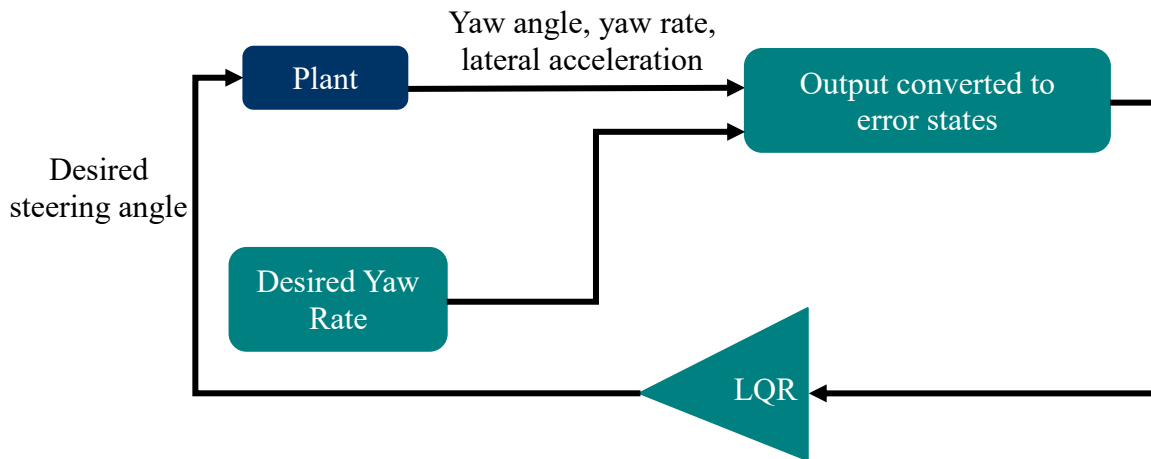 Yaw angle, yaw rate,
lateral acceleration
Plant
Output converted to
error states
Desired
steering angle
Desired Yaw
Rate
LQR